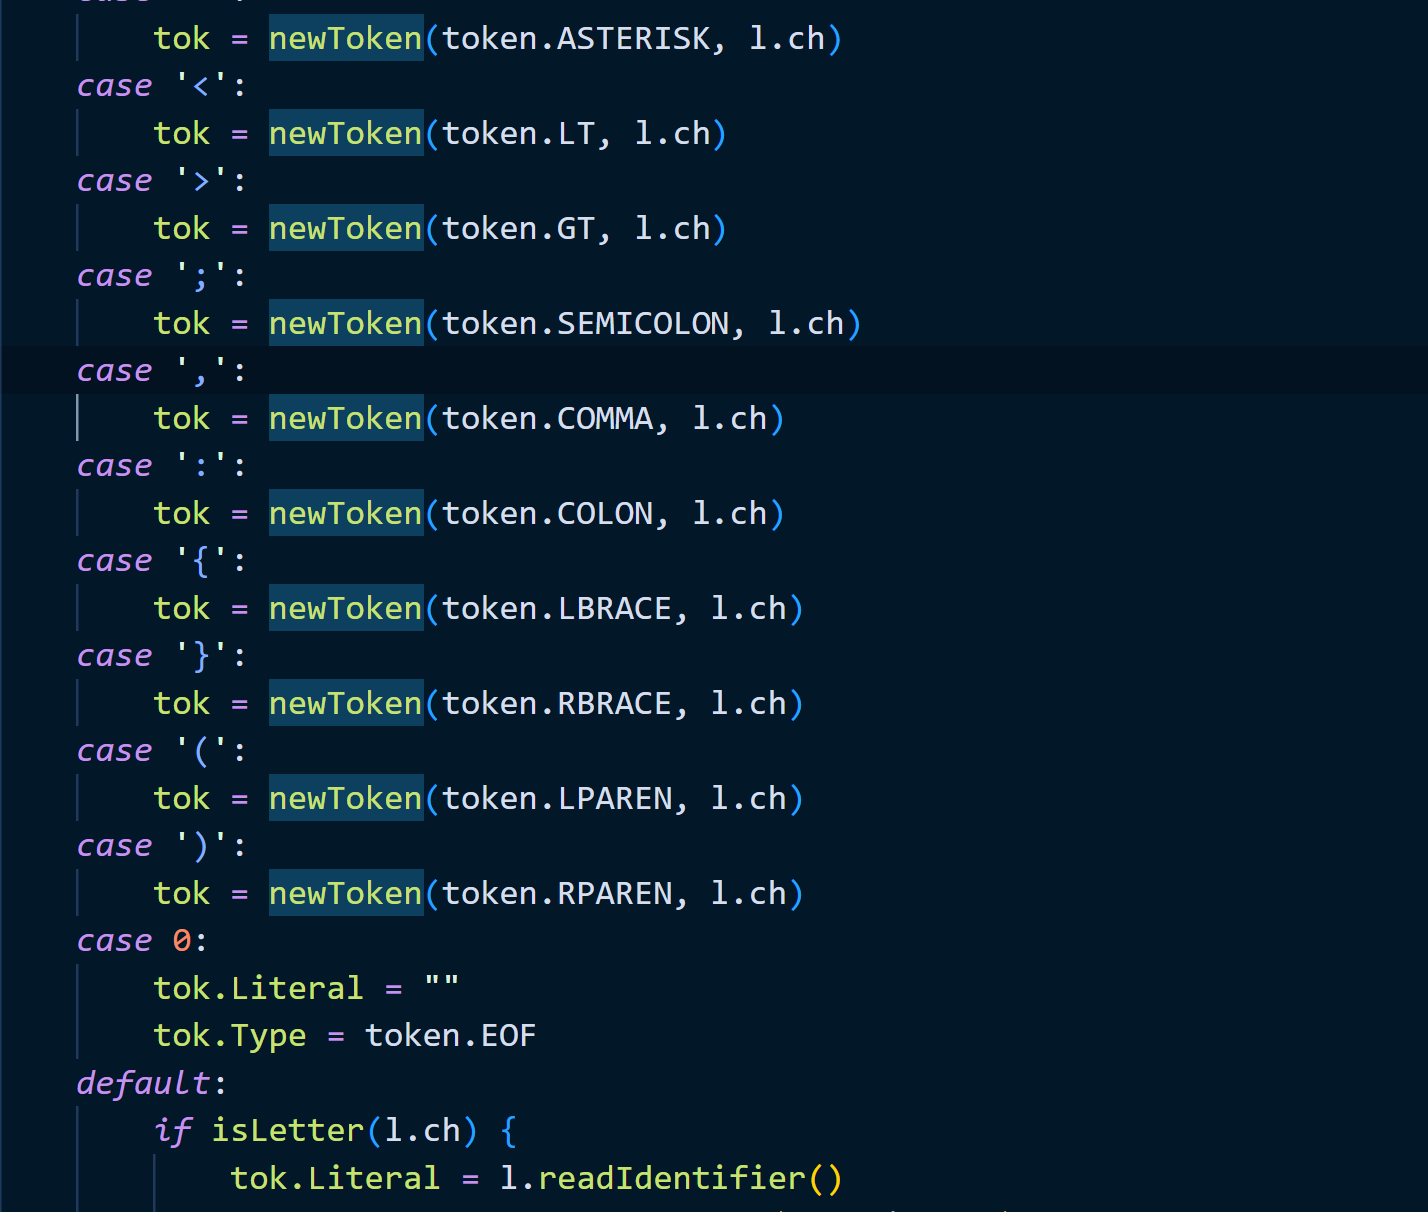 tok = newToken(token.ASTERISK, l.ch)
case '<':
tok = newToken(token.LT, l.ch)
case '>':
tok = newToken(token.GT, l.ch)
case ';':
tok = newToken(token.SEMICOLON, l.ch)
case ',':
tok = newToken(token.COMMA, l.ch)
case ':':
tok = newToken(token.COLON, l.ch)
case '{':
tok = newToken(token.LBRACE, l.ch)
case '}':
tok = newToken(token.RBRACE, l.ch)
case '(':
tok = newToken(token.LPAREN, l.ch)
case ')':
tok = newToken(token.RPAREN, l.ch)
case 0:
tok.Literal = ""
tok.Type = token.EOF
default:
if isLetter(l.ch) {
tok.Literal = l.readIdentifier()